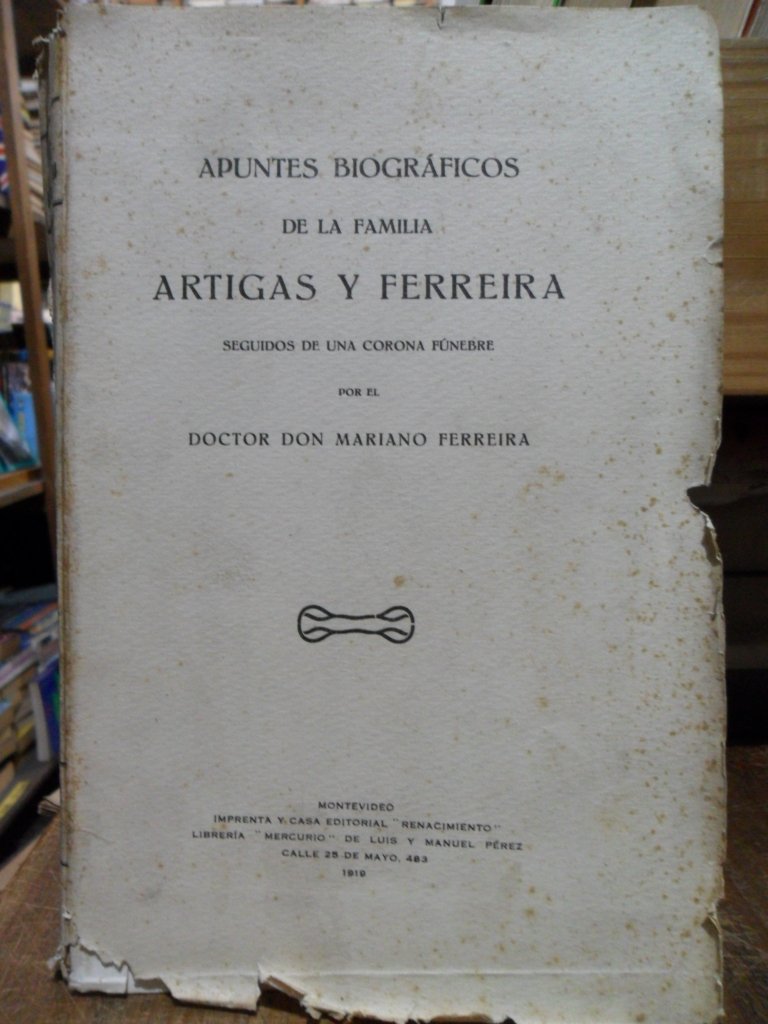 APUNTES BIOGRÁFICOS
DE LA FAMILIA
ARTIGAS Y FERREIRA
SEGUIDOS DE UNA CORONA FÚNEBRE
POR EL
DOCTOR DON MARIANO FERREIRA
MONTEVIDEO
IMPRENTA Y CASA EDITORIAL "RENACIMIENTO"
LIBRERÍA "MERCURIO" DE LUIS Y MANUEL PÉREZ
CALLE 25 DE MAYO, 483
1919